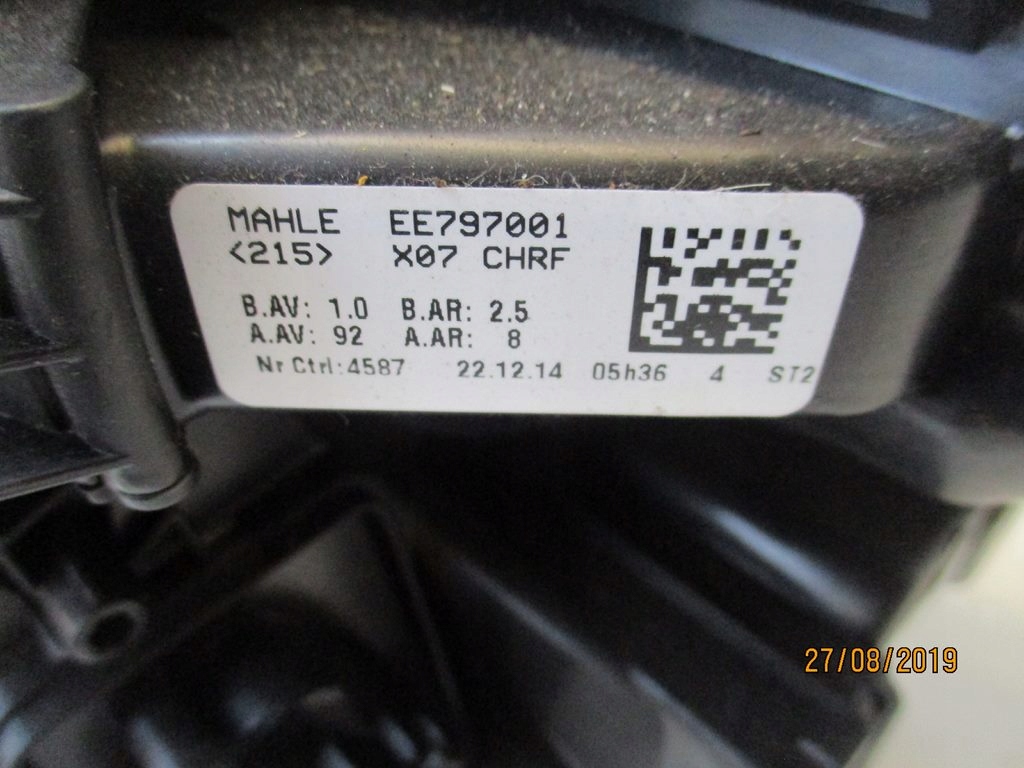 MAHLE EE797001
<215> X07 CHRF
B.AV: 1.0 B.AR: 2.5
A.AV: 92 A.AR: 8
Nr Ctrl:4587 22.12.14 05h36 4 ST2
27/08/2019